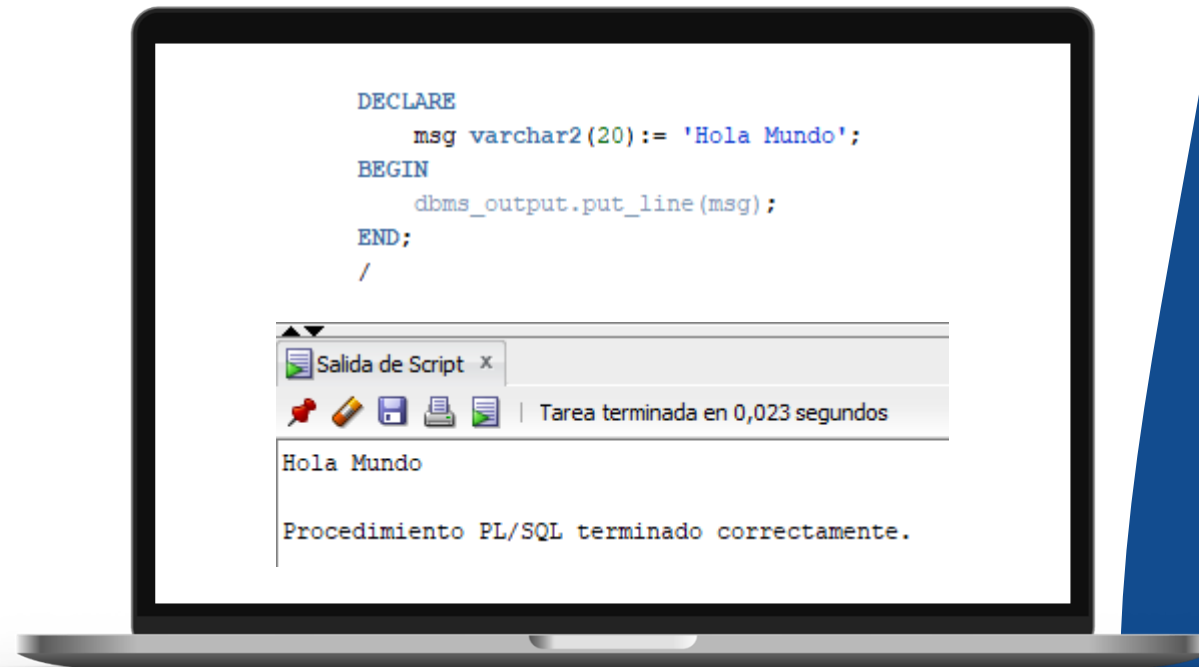 DECLARE
msg varchar2(20):= 'Hola Mundo';
BEGIN
dbms_output.put_line(msg);
END;
/
Salida de Script x
| Tarea terminada en 0,023 segundos
Hola Mundo
Procedimiento PL/SQL terminado correctamente.